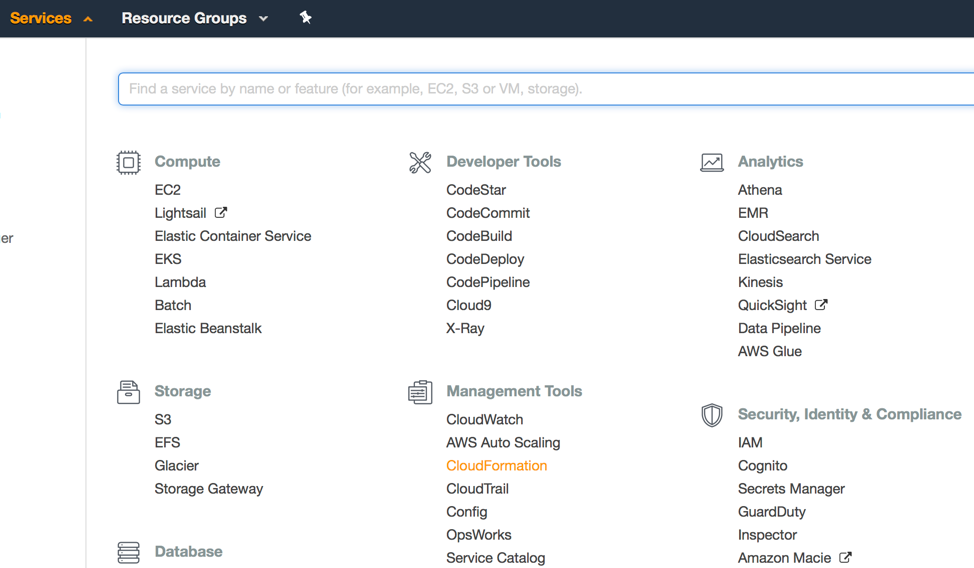 Services
Resource Groups
Find a service by name or feature (for example, EC2, S3 or VM, storage).
er
Compute
EC2
Lightsail
Elastic Container Service
EKS
Lambda
Batch
Elastic Beanstalk
Storage
S3
EFS
Glacier
Storage Gateway
Database
Developer Tools
CodeStar
CodeCommit
CodeBuild
CodeDeploy
CodePipeline
Cloud9
X-Ray
Management Tools
CloudWatch
AWS Auto Scaling
CloudFormation
CloudTrail
Config
OpsWorks
Service Catalog
Analytics
Athena
EMR
CloudSearch
Elasticsearch Service
Kinesis
QuickSight
Data Pipeline
AWS Glue
Security, Identity & Compliance
IAM
Cognito
Secrets Manager
GuardDuty
Inspector
Amazon Macie